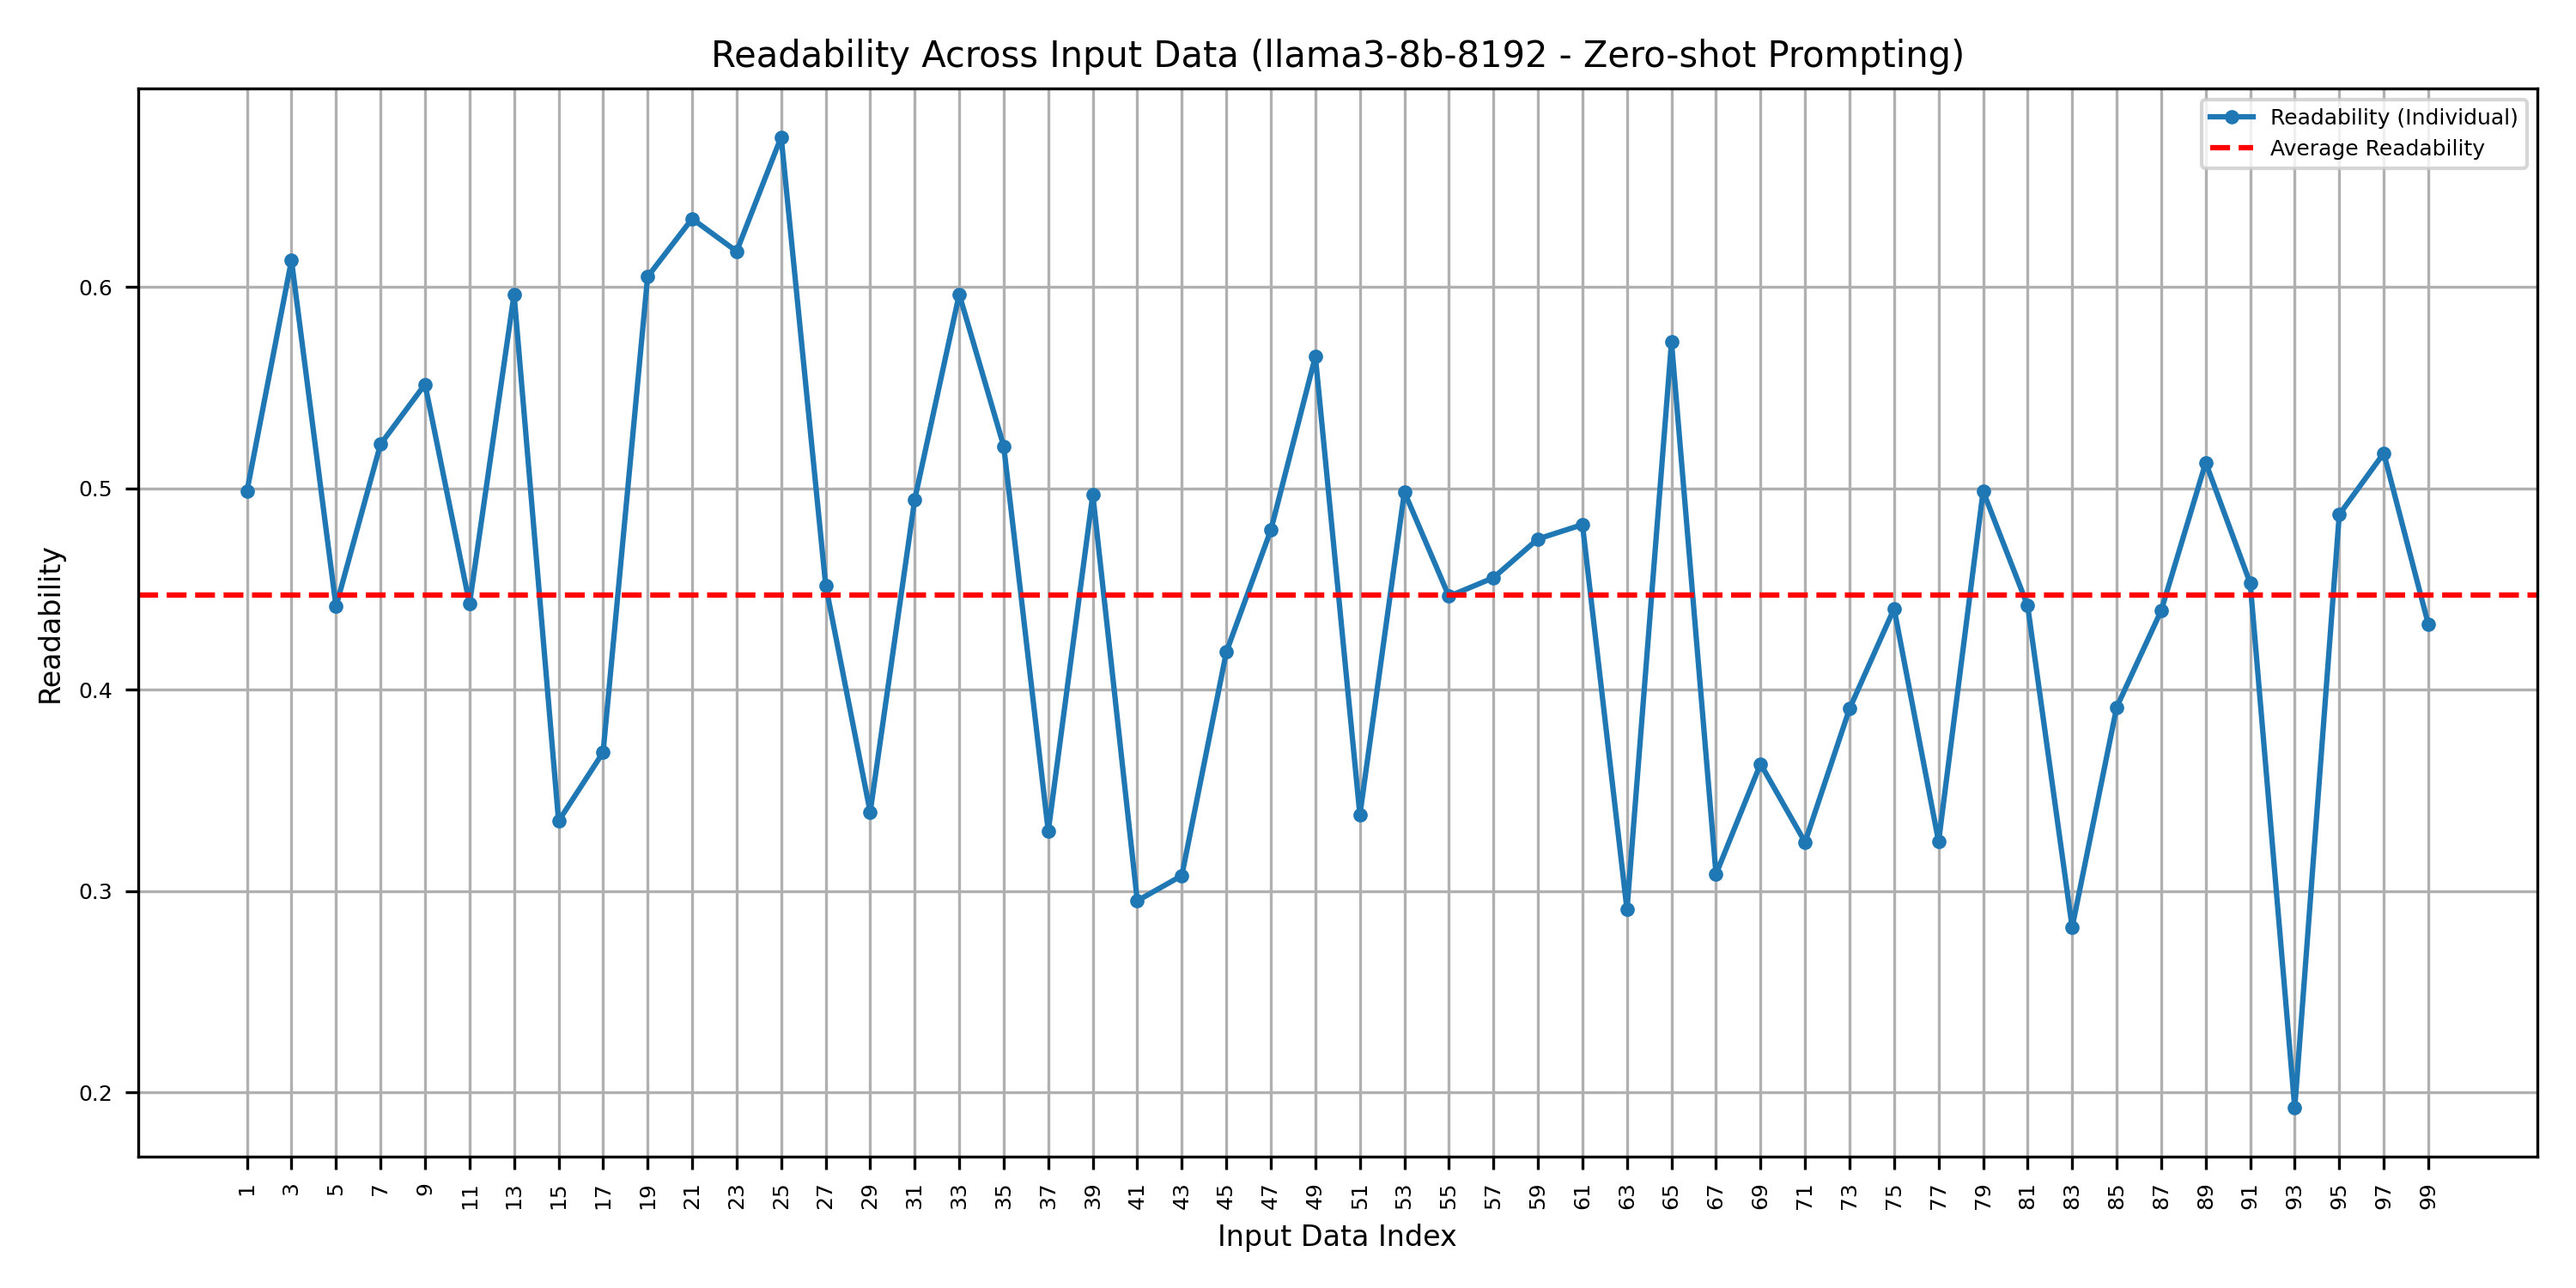 Readability Across Input Data (llama3-8b-8192 - Zero-shot Prompting)
Readability (Individual)
Average Readability
Readability
0.6
0.5
0.4
0.3
0.2
1 3 5 7 9 11 13 15 17 19 21 23 25 27 29 31 33 35 37 39 41 43 45 47 49 51 53 55 57 59 61 63 65 67 69 71 73 75 77 79 81 83 85 87 89 91 93 95 97 99
Input Data Index